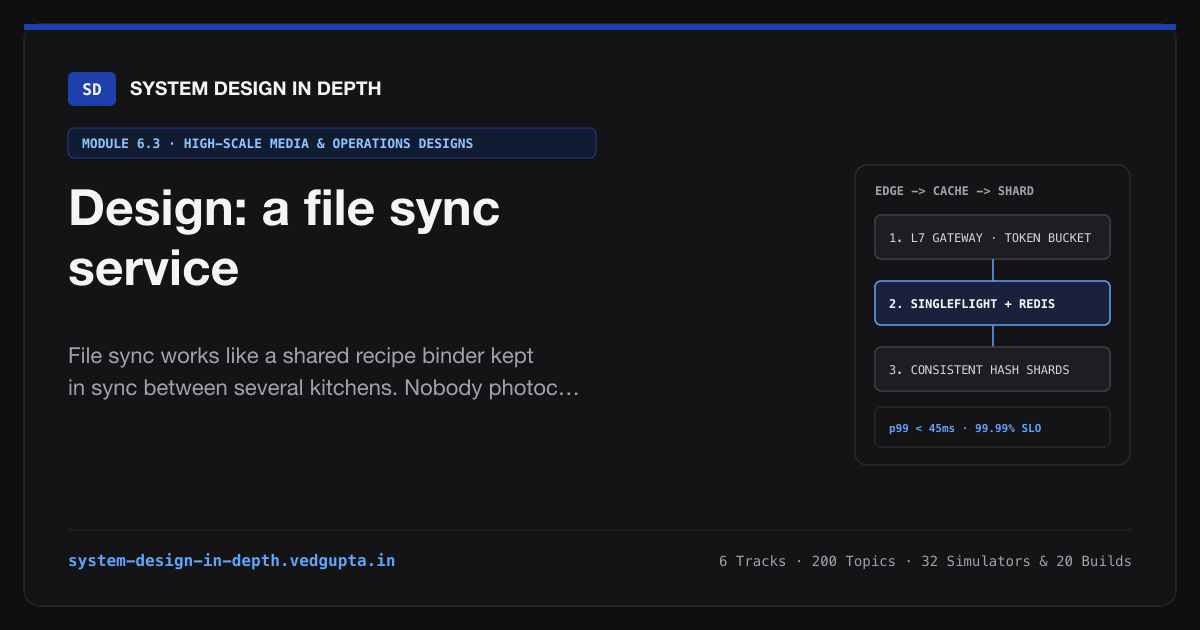 SD SYSTEM DESIGN IN DEPTH
MODULE 6.3 · HIGH-SCALE MEDIA & OPERATIONS DESIGNS
Design: a file sync
service
File sync works like a shared recipe binder kept
in sync between several kitchens. Nobody photoc…
EDGE -> CACHE -> SHARD
1. L7 GATEWAY · TOKEN BUCKET
2. SINGLEFLIGHT + REDIS
3. CONSISTENT HASH SHARDS
p99 < 45ms · 99.99% SLO
system-design-in-depth.vedgupta.in
6 Tracks · 200 Topics · 32 Simulators & 20 Builds